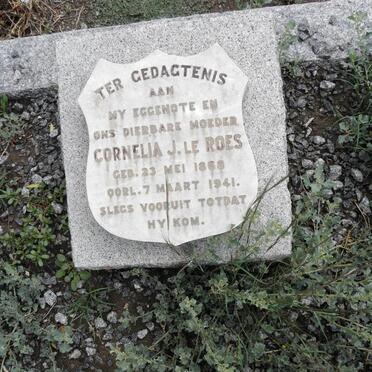 TER GEDAGTENIS
AAN
MY EGGENOTE EN
ONS DIERBARE MOEDER
CORNELIA J. LE ROES
GEB. 23 MEI 1868
OORL. 7 MAART 1941.
SLEGS VOORUIT TOTDAT
HY KOM.